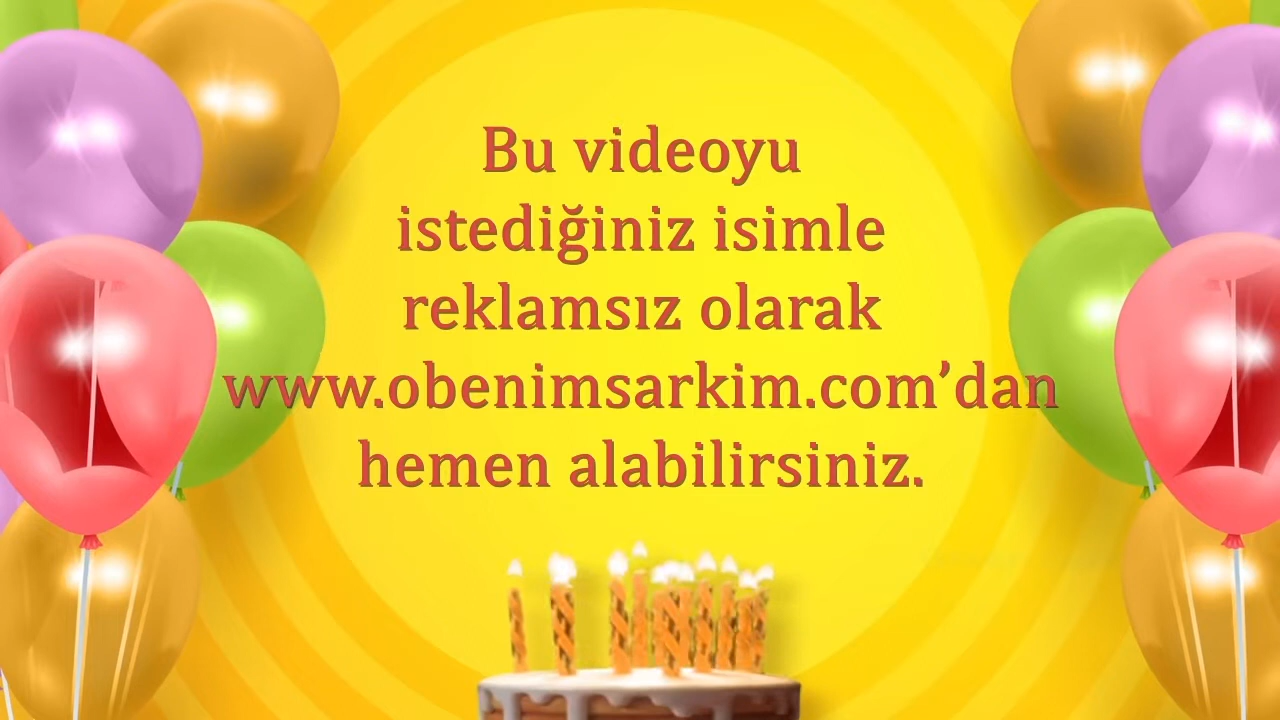 Bu videoyu
istediğiniz isimle
reklamsız olarak
www.obenimsarkim.com’dan
hemen alabilirsiniz.